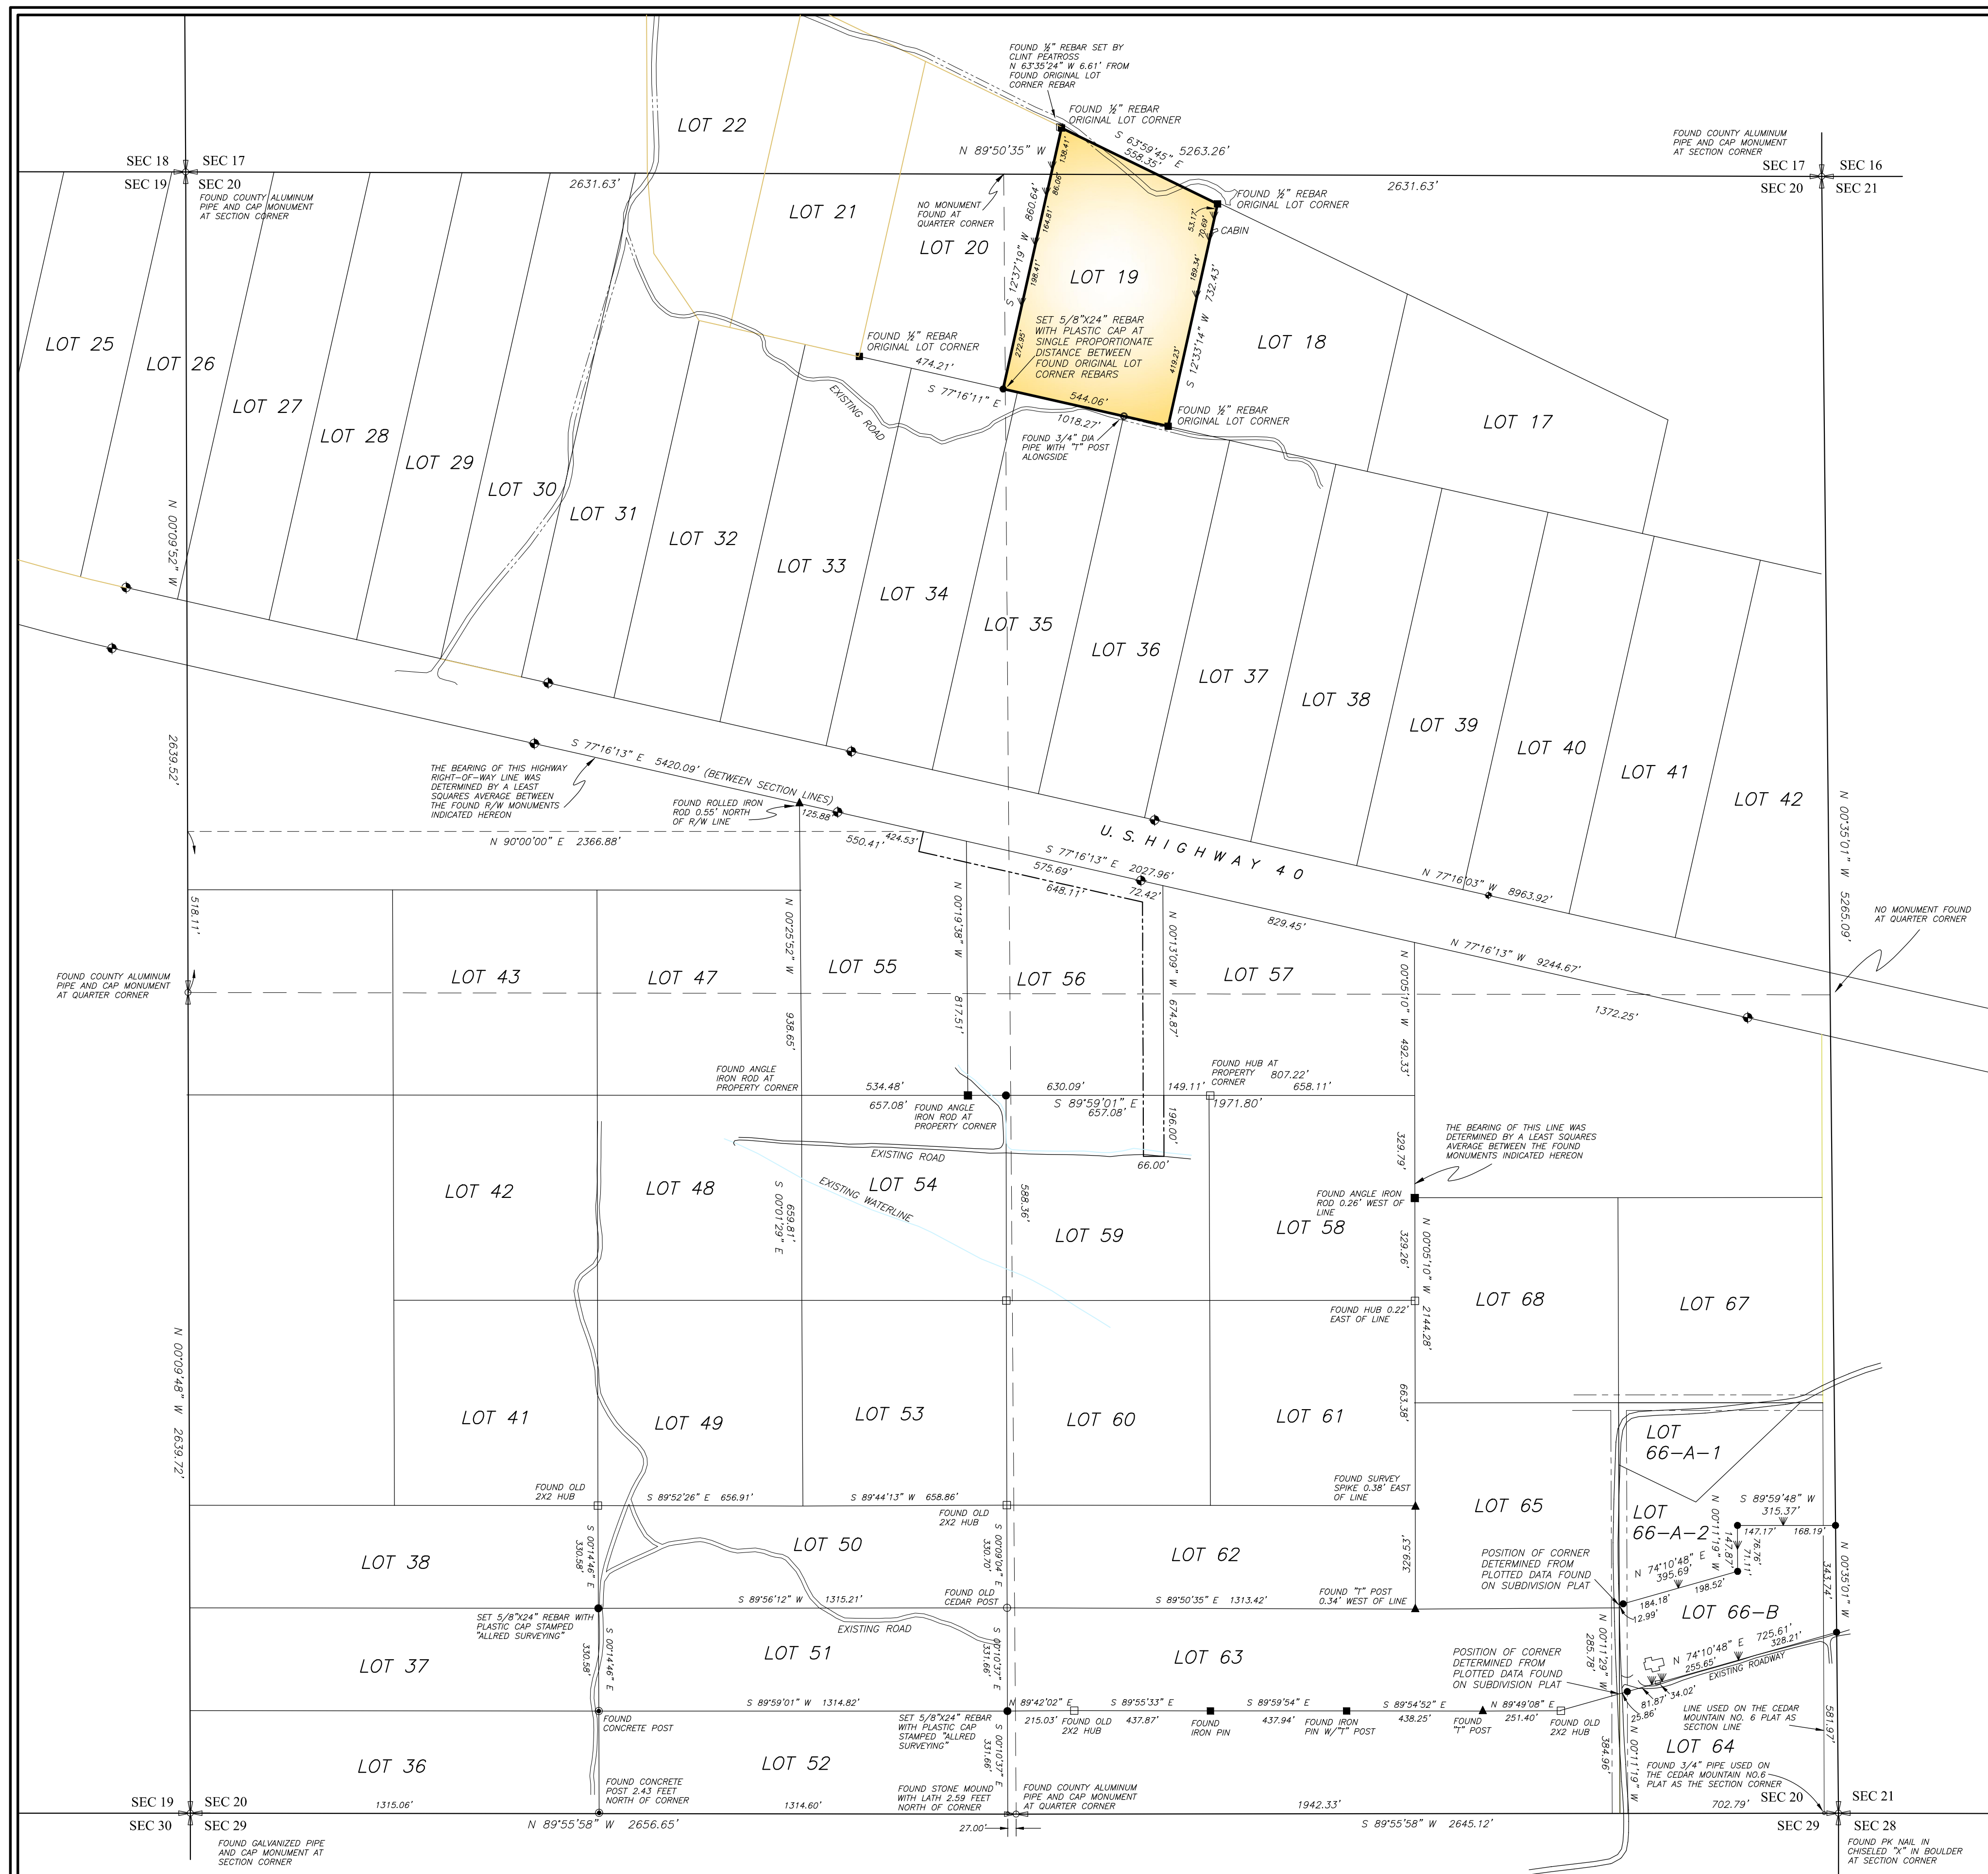 FOUND ½" REBAR SET BY
CLINT PEATROSS
N 63°35'24" W 6.61' FROM
FOUND ORIGINAL LOT
CORNER REBAR
FOUND ½" REBAR
ORIGINAL LOT CORNER
LOT 22
N 89°50'35" W
5263.26'
S 63°59'45" E
558.35'
138.41'
86.06'
FOUND COUNTY ALUMINUM
PIPE AND CAP MONUMENT
AT SECTION CORNER
SEC 18
SEC 17
SEC 19
SEC 20
SEC 17
SEC 16
SEC 20
SEC 21
FOUND COUNTY ALUMINUM
PIPE AND CAP MONUMENT
AT SECTION CORNER
2631.63'
2631.63'
FOUND ½" REBAR
ORIGINAL LOT CORNER
NO MONUMENT
FOUND AT
QUARTER CORNER
LOT 21
LOT 20
S 12°37'19" W 860.64'
164.81'
198.41'
272.95'
53.17'
70.69'
CABIN
189.34'
419.23'
S 12°33'14" W 732.43'
LOT 19
SET 5/8"X24" REBAR
WITH PLASTIC CAP AT
SINGLE PROPORTIONATE
DISTANCE BETWEEN
FOUND ORIGINAL LOT
CORNER REBARS
FOUND ½" REBAR
ORIGINAL LOT CORNER
474.21'
S 77°16'11" E
544.06'
1018.27'
FOUND ½" REBAR
ORIGINAL LOT CORNER
FOUND 3/4" DIA
PIPE WITH "T" POST
ALONGSIDE
EXISTING ROAD
LOT 18
LOT 17
LOT 25
LOT 26
LOT 27
LOT 28
LOT 29
LOT 30
LOT 31
LOT 32
LOT 33
LOT 34
LOT 35
LOT 36
LOT 37
LOT 38
LOT 39
LOT 40
LOT 41
LOT 42
N 00°09'52" W
2639.52'
S 77°16'13" E 5420.09' (BETWEEN SECTION LINES)
THE BEARING OF THIS HIGHWAY
RIGHT-OF-WAY LINE WAS
DETERMINED BY A LEAST
SQUARES AVERAGE BETWEEN
THE FOUND R/W MONUMENTS
INDICATED HEREON
FOUND ROLLED IRON
ROD 0.55' NORTH
OF R/W LINE
125.88'
N 90°00'00" E 2366.88'
550.41'
424.53'
U. S. HIGHWAY 40
S 77°16'13" E 2027.96'
575.69'
648.11'
72.42'
829.45'
N 77°16'03" W 8963.92'
N 77°16'13" W 9244.67'
1372.25'
N 00°35'01" W 5265.09'
NO MONUMENT FOUND
AT QUARTER CORNER
518.11'
FOUND COUNTY ALUMINUM
PIPE AND CAP MONUMENT
AT QUARTER CORNER
LOT 43
LOT 47
N 00°25'52" W 938.65'
LOT 55
N 00°19'38" W 817.51'
LOT 56
N 00°13'09" W 674.87'
LOT 57
N 00°05'10" W 492.33'
FOUND ANGLE
IRON ROD AT
PROPERTY CORNER
534.48'
657.08'
FOUND ANGLE
IRON ROD AT
PROPERTY CORNER
630.09'
S 89°59'01" E
657.08'
149.11'
196.00'
66.00'
FOUND HUB AT
PROPERTY
CORNER
807.22'
658.11'
1971.80'
329.79'
THE BEARING OF THIS LINE WAS
DETERMINED BY A LEAST SQUARES
AVERAGE BETWEEN THE FOUND
MONUMENTS INDICATED HEREON
EXISTING ROAD
EXISTING WATERLINE
LOT 42
LOT 48
659.81'
S 00°01'29" E
LOT 54
588.36'
LOT 59
LOT 58
FOUND ANGLE IRON
ROD 0.26' WEST OF
LINE
329.26'
N 00°05'10" W 2144.28'
FOUND HUB 0.22'
EAST OF LINE
LOT 68
LOT 67
N 00°09'48" W 2639.72'
LOT 41
LOT 49
LOT 53
LOT 60
LOT 61
663.38'
LOT
66-A-1
FOUND OLD
2X2 HUB
S 89°52'26" E 656.91'
S 89°44'13" W 658.86'
FOUND OLD
2X2 HUB
FOUND SURVEY
SPIKE 0.38' EAST
OF LINE
LOT 65
LOT
66-A-2
S 89°59'48" W
315.37'
147.17'
168.19'
N 00°11'19" W
147.87'
76.76'
71.11'
343.74'
N 00°35'01" W
LOT 38
S 00°14'46" E
330.58'
LOT 50
S 00°09'04" E
330.70'
LOT 62
329.53'
POSITION OF CORNER
DETERMINED FROM
PLOTTED DATA FOUND
ON SUBDIVISION PLAT
N 74°10'48" E
395.69'
198.52'
184.18'
12.99'
S 89°56'12" W 1315.21'
FOUND OLD
CEDAR POST
S 89°50'35" E 1313.42'
FOUND "T" POST
0.34' WEST OF LINE
SET 5/8"X24" REBAR WITH
PLASTIC CAP STAMPED
"ALLRED SURVEYING"
EXISTING ROAD
LOT 66-B
LOT 37
S 00°14'46" E
330.58'
LOT 51
S 00°10'37" E
331.66'
LOT 63
N 00°11'29" W
285.78'
POSITION OF CORNER
DETERMINED FROM
PLOTTED DATA FOUND
ON SUBDIVISION PLAT
N 74°10'48" E 725.61'
328.21'
255.65'
EXISTING ROADWAY
34.02'
81.87'
25.86'
FOUND
CONCRETE POST
S 89°59'01" W 1314.82'
SET 5/8"X24" REBAR
WITH PLASTIC CAP
STAMPED "ALLRED
SURVEYING"
N 89°42'02" E
215.03'
FOUND OLD
2X2 HUB
S 89°55'33" E
437.87'
FOUND
IRON PIN
S 89°59'54" E
437.94'
FOUND IRON
PIN W/"T" POST
S 89°54'52" E
438.25'
FOUND
"T" POST
N 89°49'08" E
251.40'
FOUND OLD
2X2 HUB
LINE USED ON THE CEDAR
MOUNTAIN NO. 6 PLAT AS
SECTION LINE
581.97'
384.96'
N 00°11'19" W
LOT 64
FOUND 3/4" PIPE USED ON
THE CEDAR MOUNTAIN NO.6
PLAT AS THE SECTION CORNER
LOT 36
LOT 52
S 00°10'37" E
331.66'
FOUND CONCRETE
POST 2.43 FEET
NORTH OF CORNER
FOUND STONE MOUND
WITH LATH 2.59 FEET
NORTH OF CORNER
FOUND COUNTY ALUMINUM
PIPE AND CAP MONUMENT
AT QUARTER CORNER
SEC 19
SEC 20
SEC 30
SEC 29
1315.06'
1314.60'
1942.33'
702.79'
SEC 20
SEC 21
SEC 29
SEC 28
N 89°55'58" W 2656.65'
27.00'
S 89°55'58" W 2645.12'
FOUND GALVANIZED PIPE
AND CAP MONUMENT AT
SECTION CORNER
FOUND PK NAIL IN
CHISELED "X" IN BOULDER
AT SECTION CORNER